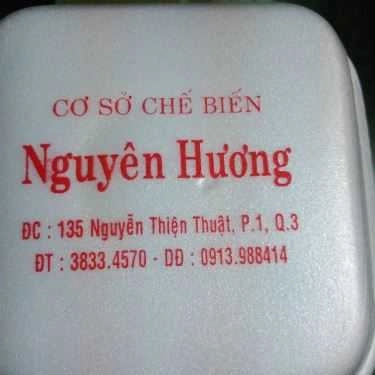 CƠ SỞ CHẾ BIẾN
Nguyên Hương
ĐC : 135 Nguyễn Thiện Thuật, P.1, Q.3
ĐT : 3833.4570 - DĐ : 0913.988414